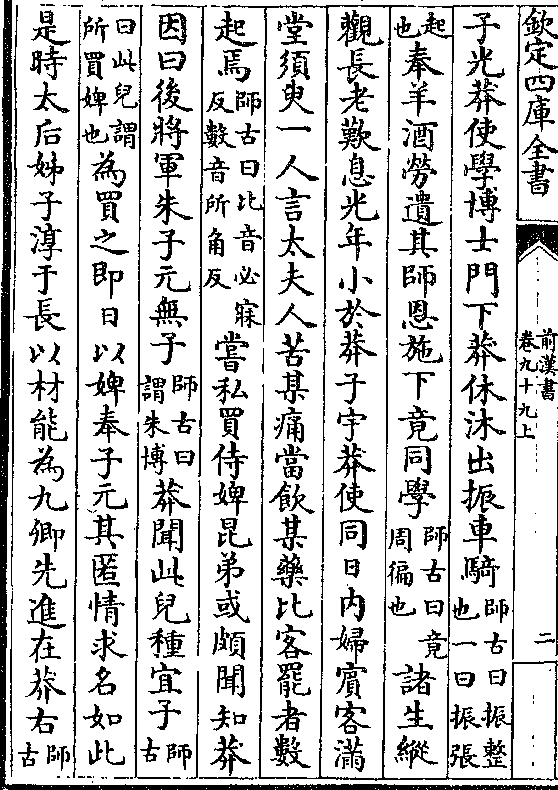 欽定四庫全書
前漢書
卷九十九上
二
子光莽使學博士門下莽休沐出振車騎師古曰振整也一曰振張
起也奉羊酒勞遺其師恩施下竟同學師古曰竟周徧也諸生縱
觀長老歎息光年小於莽子宇莽使同日內婦賓客滿
堂須臾一人言太夫人苦某痛當飲某藥比客罷者數
起焉師古曰比音必寐反數音所角反嘗私買侍婢昆弟或頗聞知莽
因曰後將軍朱子元無子師古曰謂朱博莽聞此兒種宜子師古
曰此兒謂所買婢也為買之即日以婢奉子元其匿情求名如此
是時太后姊子淳于長以材能為九卿先進在莽右師古